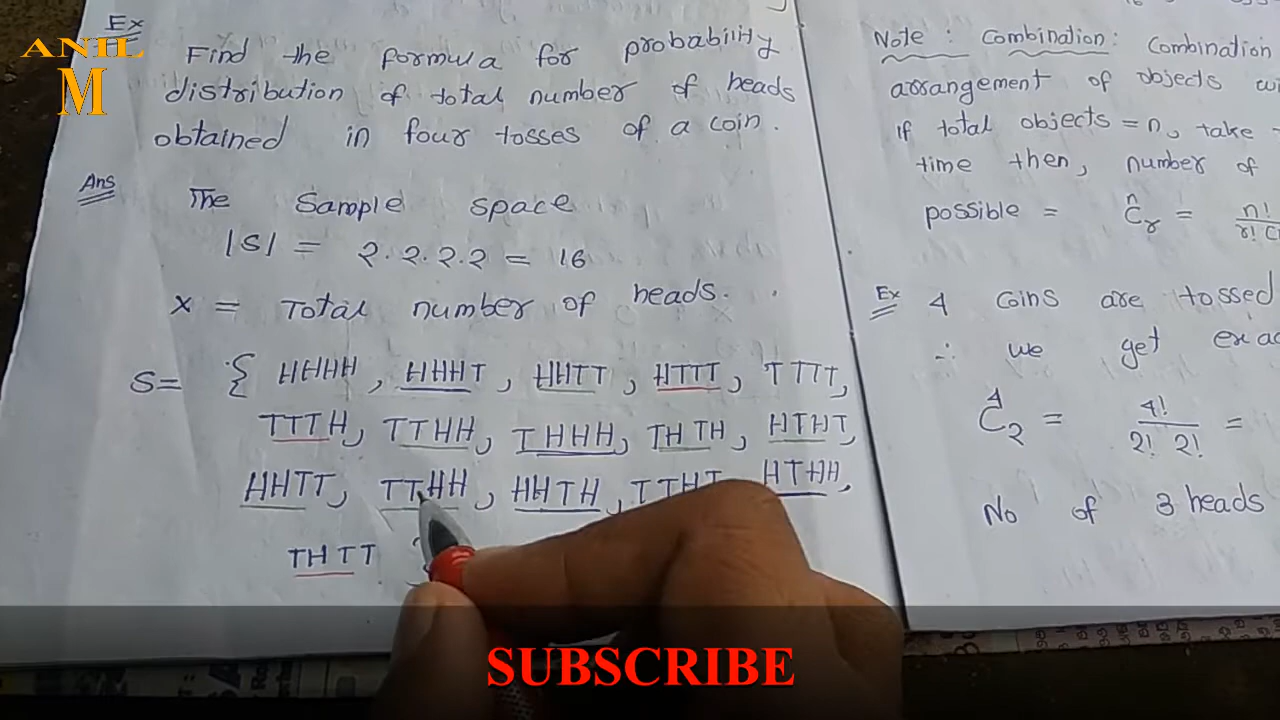 ANIL
M
Ex
Find the formula for probability
distribution of total number of heads
obtained in four tosses of a coin.
Ans
The Sample space
|S| = 2.2.2.2 = 16
X = Total number of heads.
S= { HHHH, HHHT, HHTT, HTTT, TTTT,
TTTH, TTHH, THHH, THTH, HTHT,
HHTT, TTHH, HHTH, TTHT, HTHH,
THTT
Note: Combination: Combination
arrangement of objects
If total objects = n, take
time then, number of
possible = nCr = n!
Ex 4 coins are tossed
∴ we get
4C2 = 4! / 2! 2! =
No of 3 heads
SUBSCRIBE